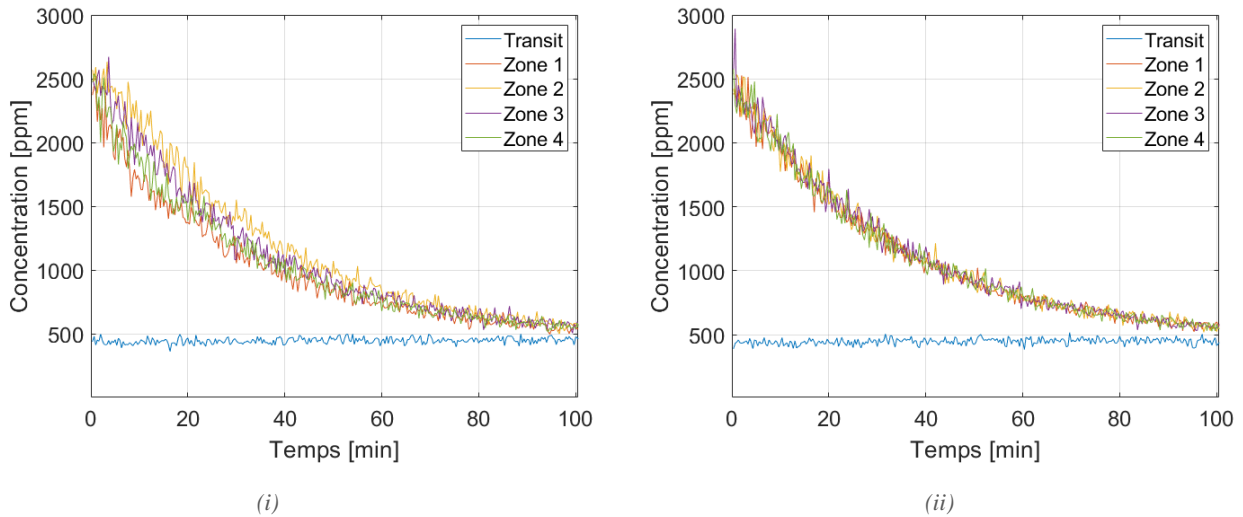 3000
2500
2000
1500
1000
500
Concentration [ppm]
0
20
40
60
80
100
Temps [min]
Transit
Zone 1
Zone 2
Zone 3
Zone 4
(i)
3000
2500
2000
1500
1000
500
Concentration [ppm]
0
20
40
60
80
100
Temps [min]
Transit
Zone 1
Zone 2
Zone 3
Zone 4
(ii)